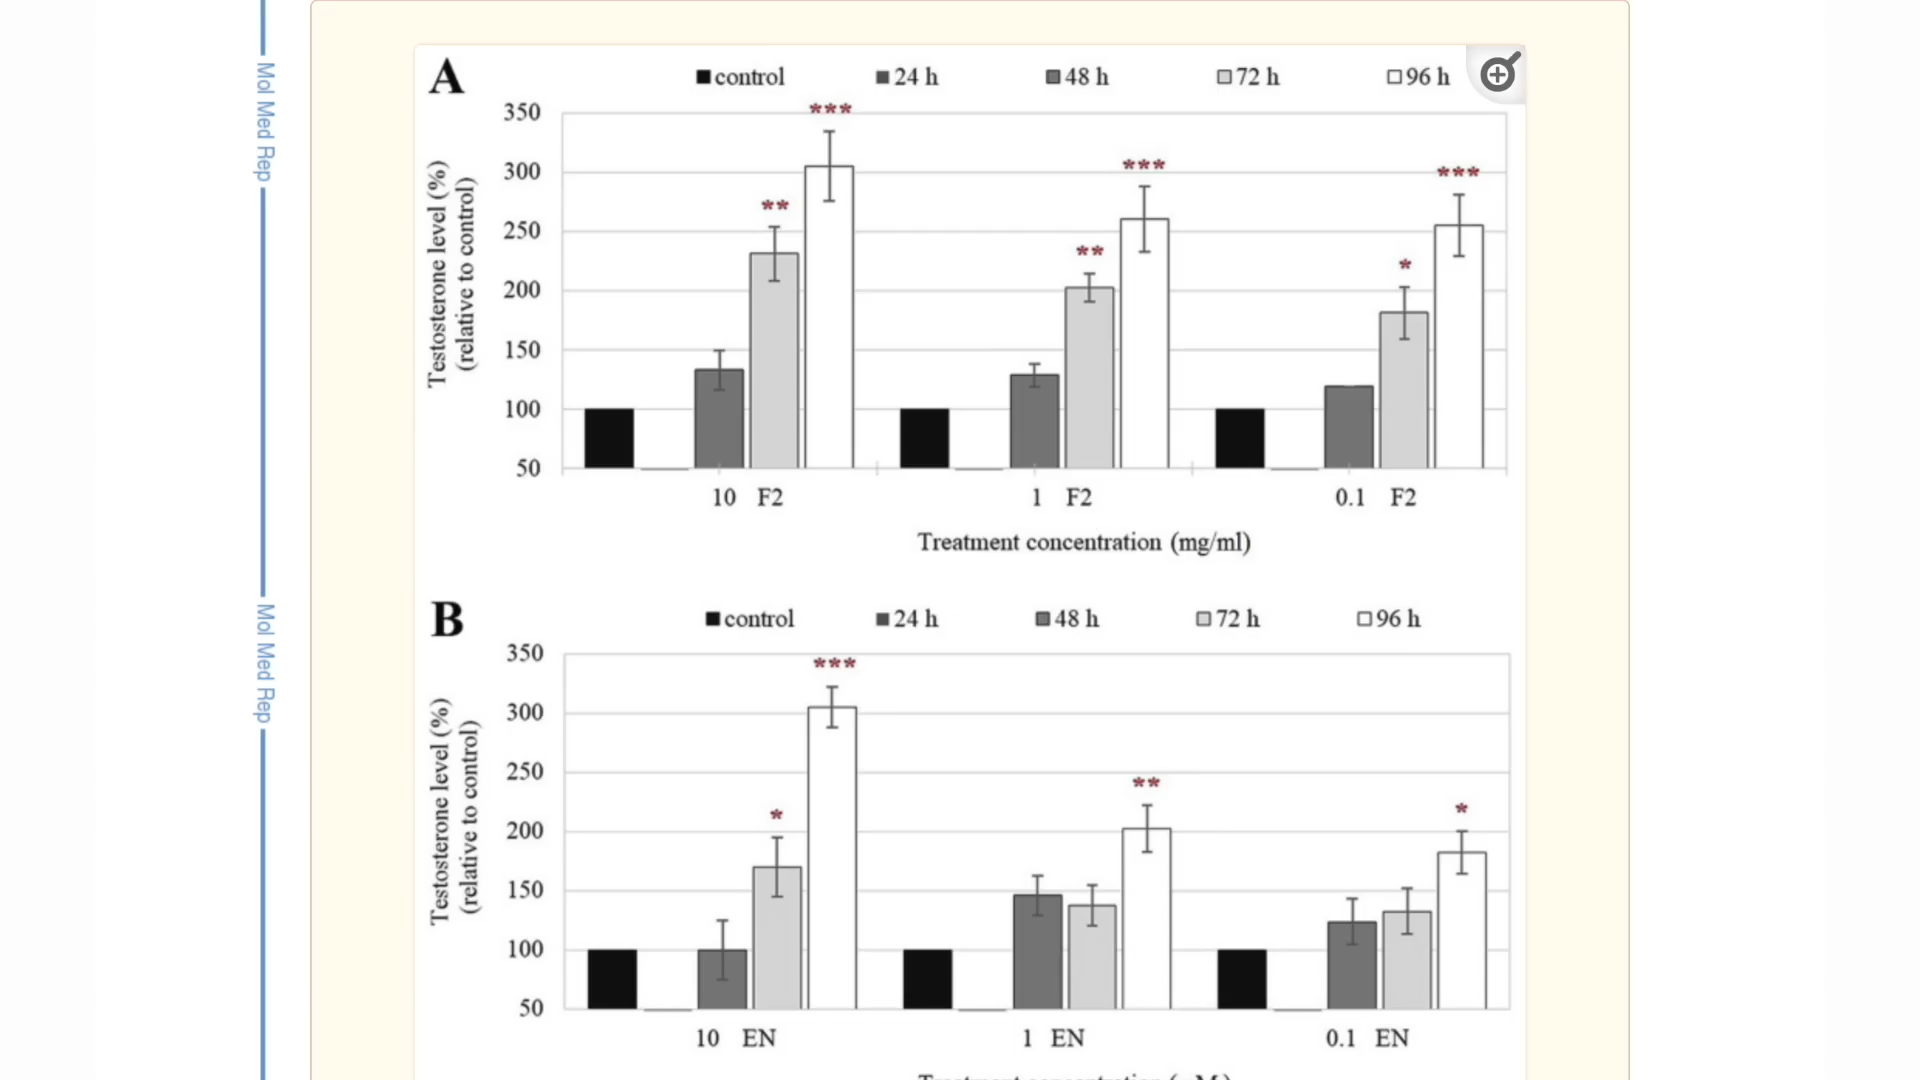 Mol Med Rep
Mol Med Rep
A
control 24 h 48 h 72 h 96 h
Testosterone level (%)
(relative to control)
350
300
250
200
150
100
50
***
**
***
**
***
*
10 F2 1 F2 0.1 F2
Treatment concentration (mg/ml)
B
control 24 h 48 h 72 h 96 h
Testosterone level (%)
(relative to control)
350
300
250
200
150
100
50
***
*
**
*
10 EN 1 EN 0.1 EN
Treatment concentration